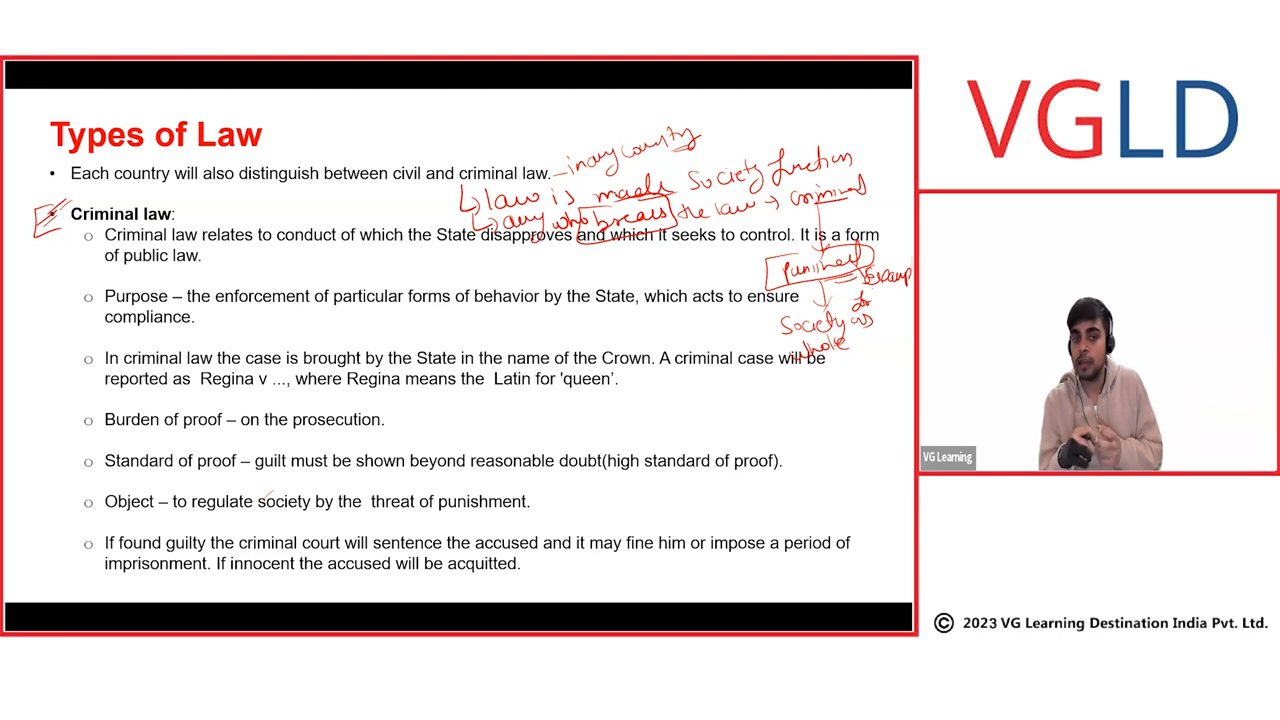 Types of Law
• Each country will also distinguish between civil and criminal law. – in any country
↳ law is made society function
• Criminal law:
↳ any who breaks the law → criminal
o Criminal law relates to conduct of which the State disapproves and which it seeks to control. It is a form
of public law.
punished
Examp
for
o Purpose – the enforcement of particular forms of behavior by the State, which acts to ensure
compliance.
Society as
whole
o In criminal law the case is brought by the State in the name of the Crown. A criminal case will be
reported as Regina v ..., where Regina means the Latin for 'queen’.
o Burden of proof – on the prosecution.
o Standard of proof – guilt must be shown beyond reasonable doubt(high standard of proof).
o Object – to regulate society by the threat of punishment.
o If found guilty the criminal court will sentence the accused and it may fine him or impose a period of
imprisonment. If innocent the accused will be acquitted.
VGLD
VG Learning
© 2023 VG Learning Destination India Pvt. Ltd.